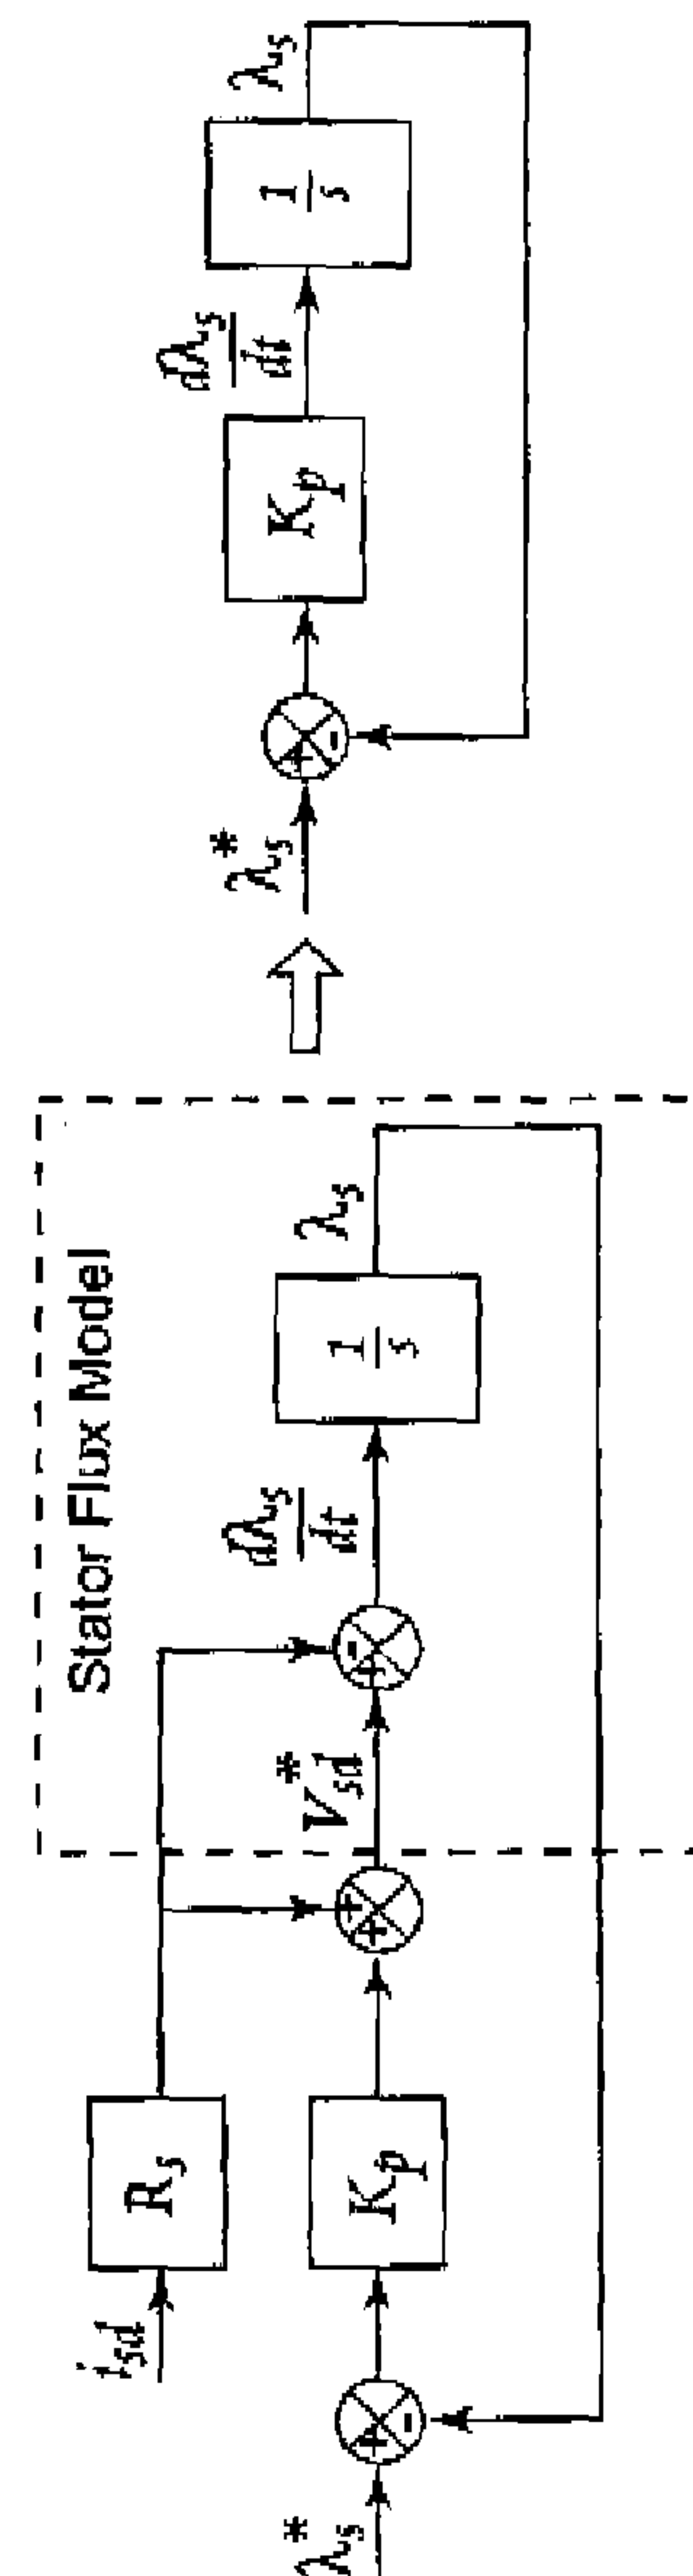 λs*
+
-
Kp
isd
Rs
+
+
Vsd*
Stator Flux Model
-
+
dλs
dt
1
s
λs
λs*
+
-
Kp
dλs
dt
1
s
λs